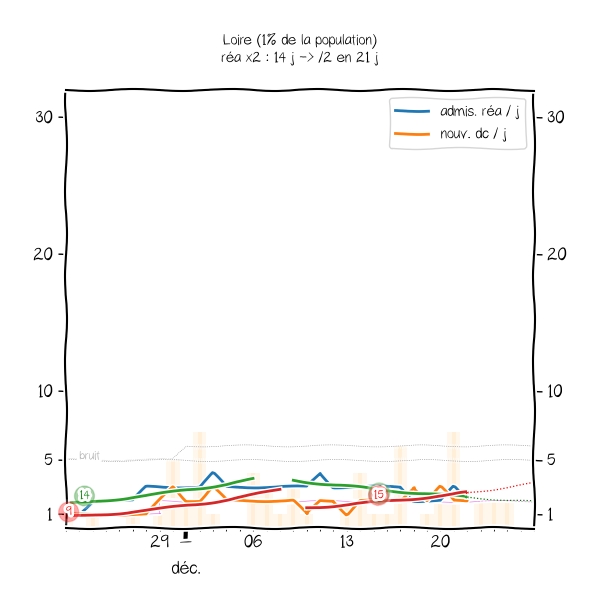 Loire (1% de la population)
réa x2 : 14 j -> /2 en 21 j
admis. réa / j
nouv. dc / j
30
30
20
20
10
10
bruit
5
5
14
15
9
1
1
29
06
13
20
déc.